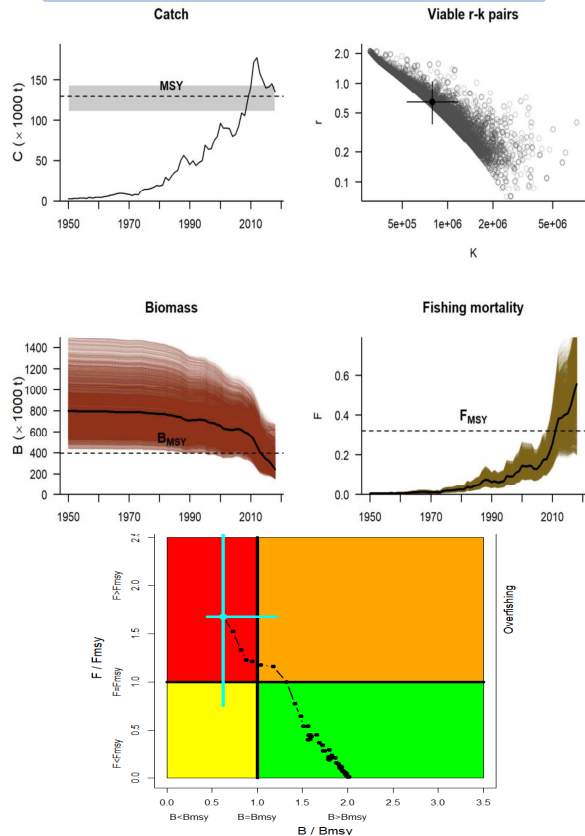 Catch
C (× 1000 t)
150
100
50
0
MSY
1950
1970
1990
2010
Viable r-k pairs
r
2.0
1.0
0.5
0.2
0.1
5e+05
1e+06
2e+06
5e+06
K
Biomass
B (× 1000 t)
1400
1200
1000
800
600
400
200
0
BMSY
1950
1970
1990
2010
Fishing mortality
F
0.6
0.4
0.2
0.0
FMSY
1950
1970
1990
2010
F / Fmsy
F>Fmsy
F=Fmsy
F<Fmsy
2.5
2.0
1.5
1.0
0.5
0.0
Overfishing
0.0 0.5 1.0 1.5 2.0 2.5 3.0 3.5
B<Bmsy B=Bmsy B>Bmsy
B / Bmsy